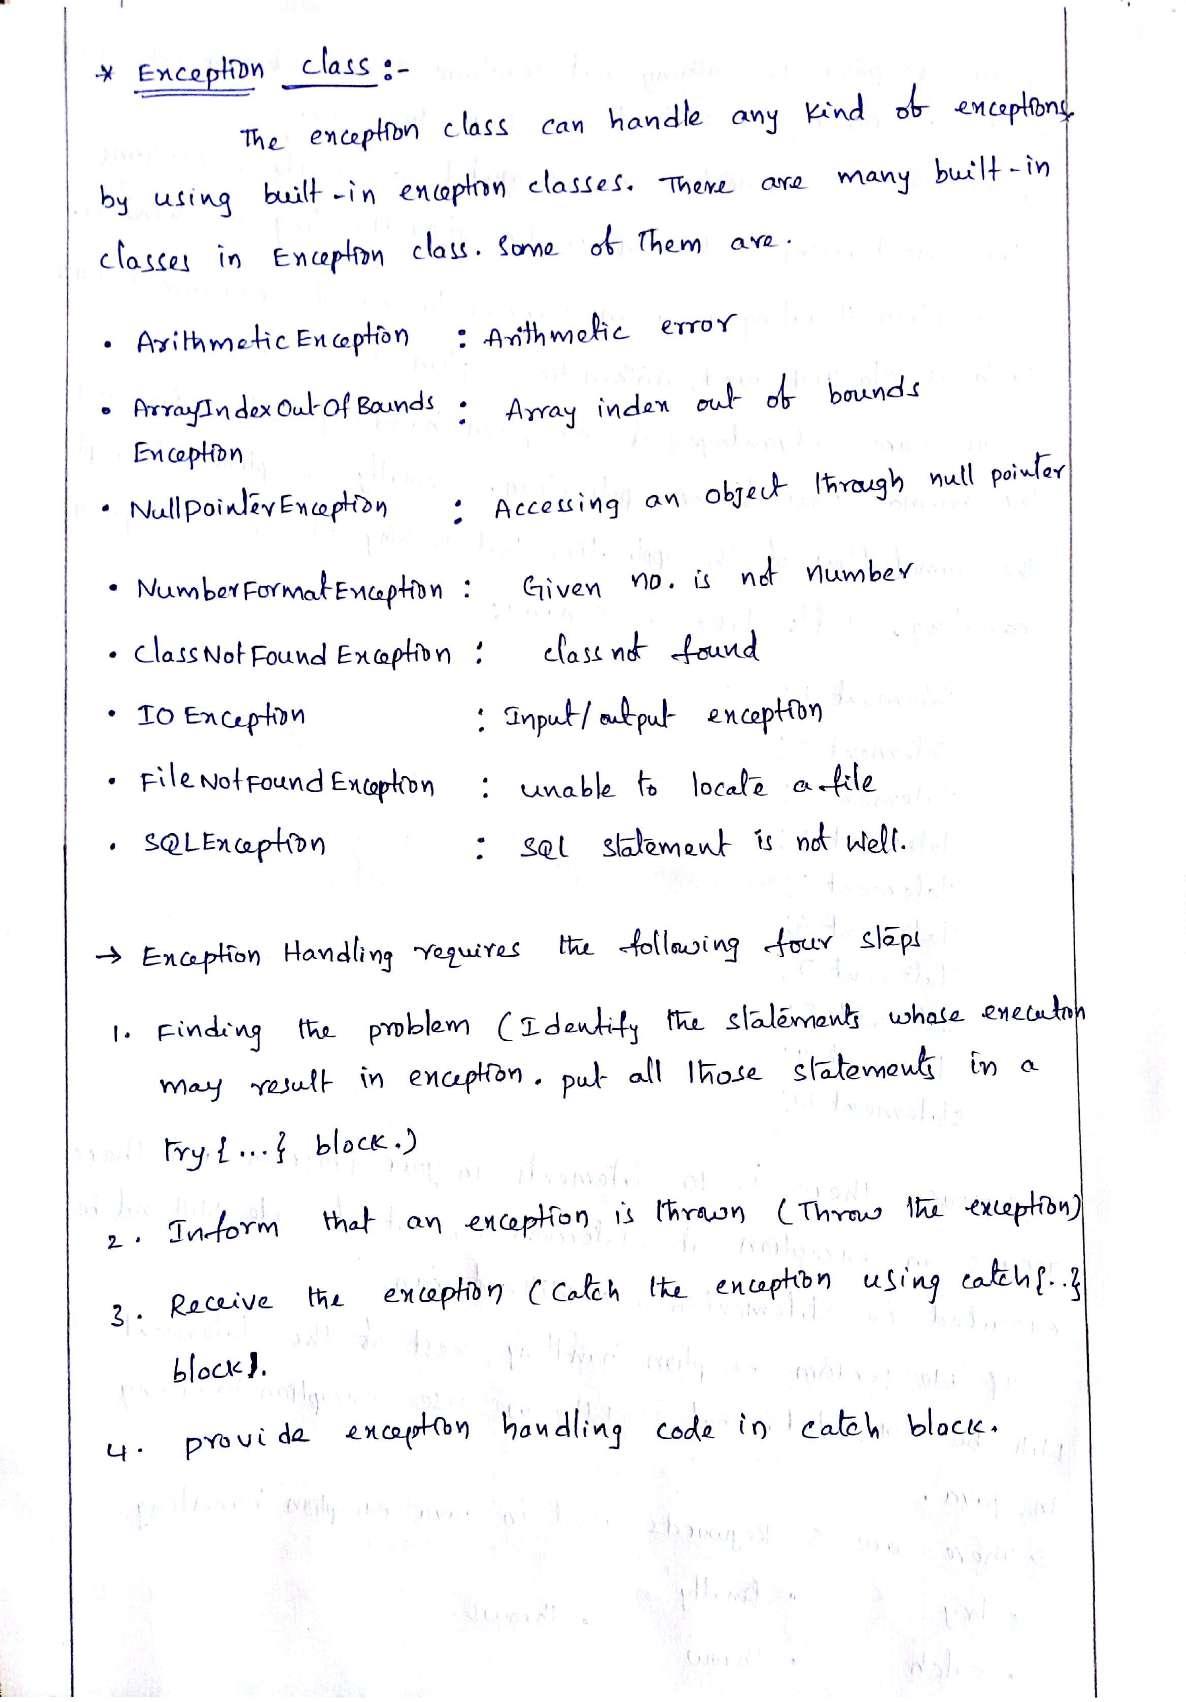 * Exception class :-
The exception class can handle any kind of exceptions
by using built-in exception classes. There are many built-in
classes in Exception class. Some of Them are.
• ArithmeticException : Arithmetic error
• ArrayIndexOutOfBounds : Array index out of bounds
Exception
• NullpointerException : Accessing an object through null pointer
• NumberFormatException : Given no. is not number
• ClassNotFoundException : class not found
• IO Exception : Input/output exception
• FileNotFoundException : unable to locate a file
• SQLException : SQL statement is not well.
→ Exception Handling requires the following four steps
1. Finding the problem (Identify the statements whose execution
may result in exception. put all those statements in a
try {...} block.)
2. Inform that an exception is thrown (Throw the exception)
3. Receive the exception (Catch the exception using catch{..}
block).
4. provide exception handling code in catch block.